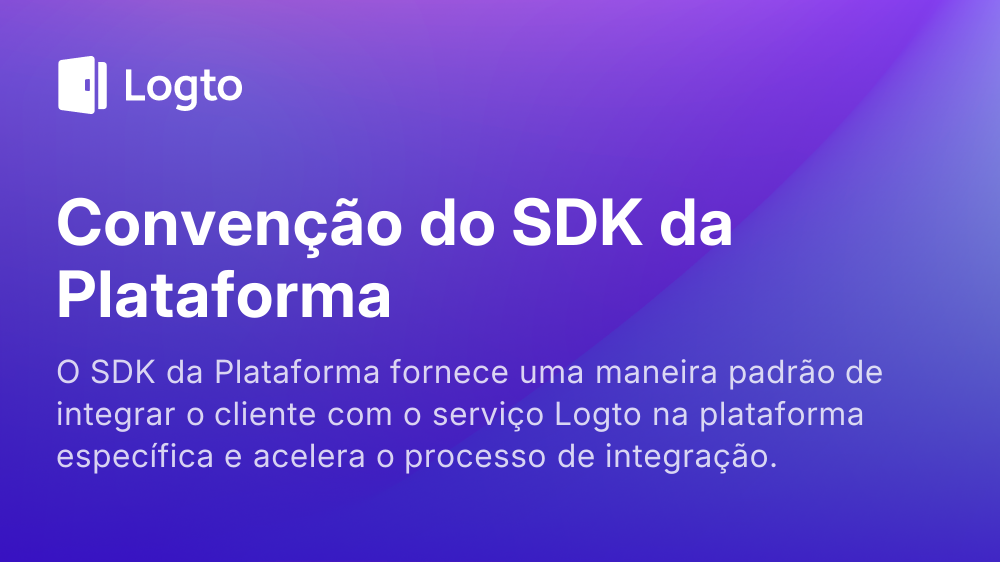 Logto
Convenção do SDK da
Plataforma
O SDK da Plataforma fornece uma maneira padrão de
integrar o cliente com o serviço Logto na plataforma
específica e acelera o processo de integração.